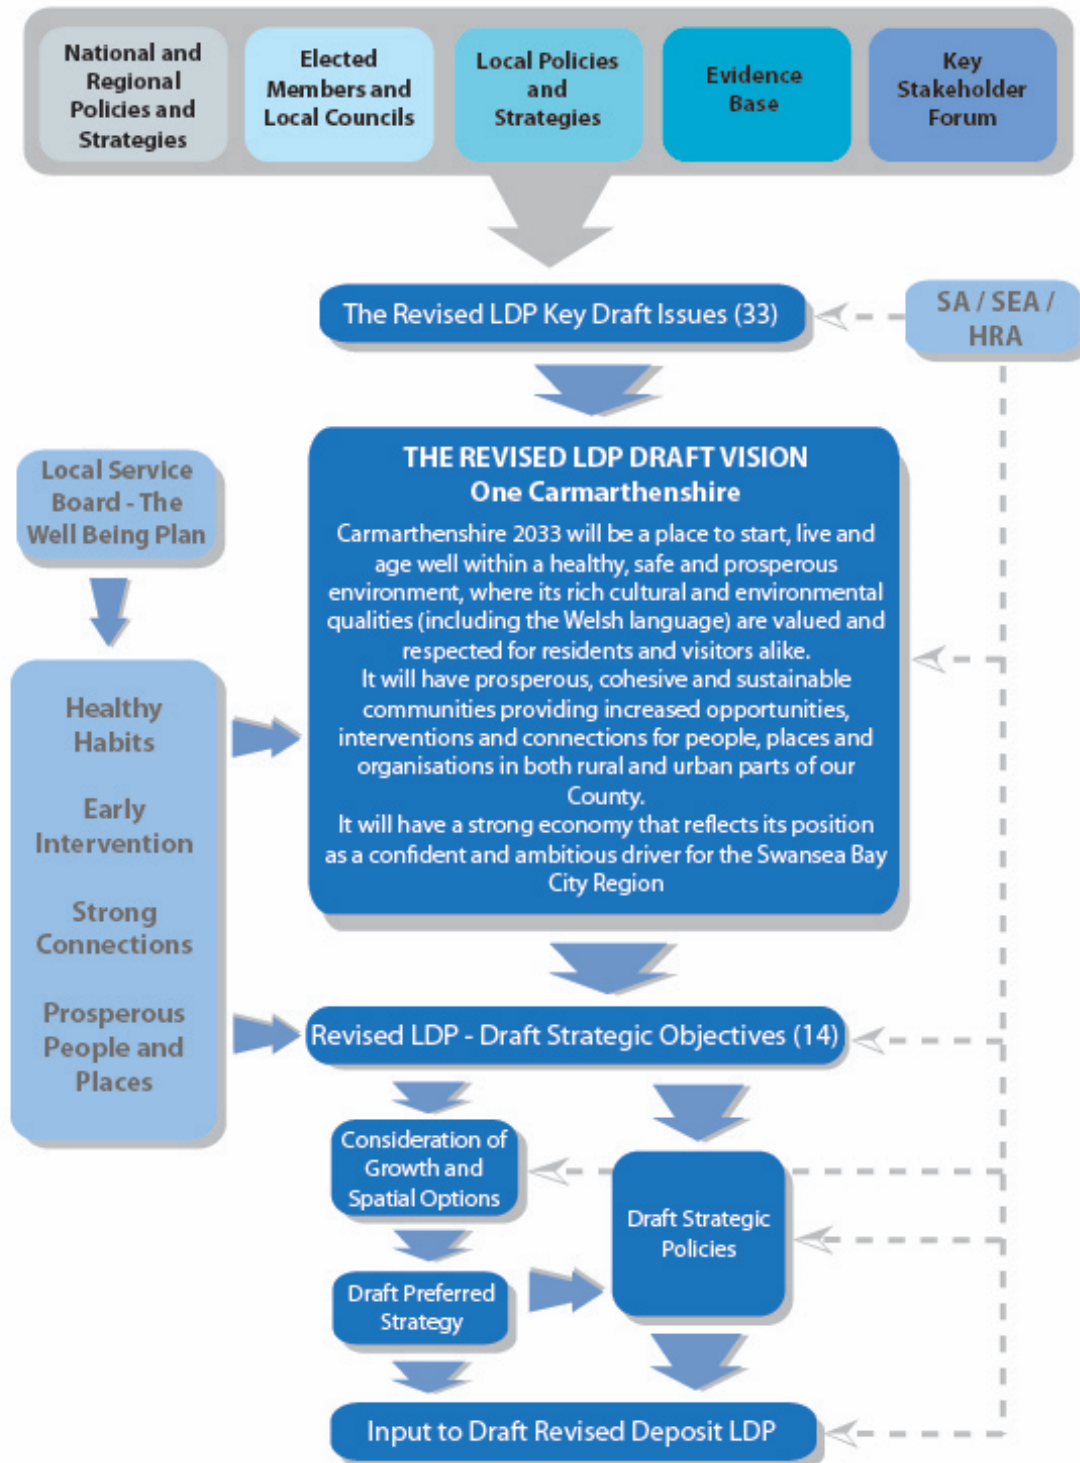 National and
Regional
Policies and
Strategies
Elected
Members and
Local Councils
Local Policies
and
Strategies
Evidence
Base
Key
Stakeholder
Forum
The Revised LDP Key Draft Issues (33)
SA / SEA /
HRA
THE REVISED LDP DRAFT VISION
One Carmarthenshire
Carmarthenshire 2033 will be a place to start, live and
age well within a healthy, safe and prosperous
environment, where its rich cultural and environmental
qualities (including the Welsh language) are valued and
respected for residents and visitors alike.
It will have prosperous, cohesive and sustainable
communities providing increased opportunities,
interventions and connections for people, places and
organisations in both rural and urban parts of our
County.
It will have a strong economy that reflects its position
as a confident and ambitious driver for the Swansea Bay
City Region
Local Service
Board - The
Well Being Plan
Healthy
Habits
Early
Intervention
Strong
Connections
Prosperous
People and
Places
Revised LDP - Draft Strategic Objectives (14)
Consideration of
Growth and
Spatial Options
Draft Strategic
Policies
Draft Preferred
Strategy
Input to Draft Revised Deposit LDP